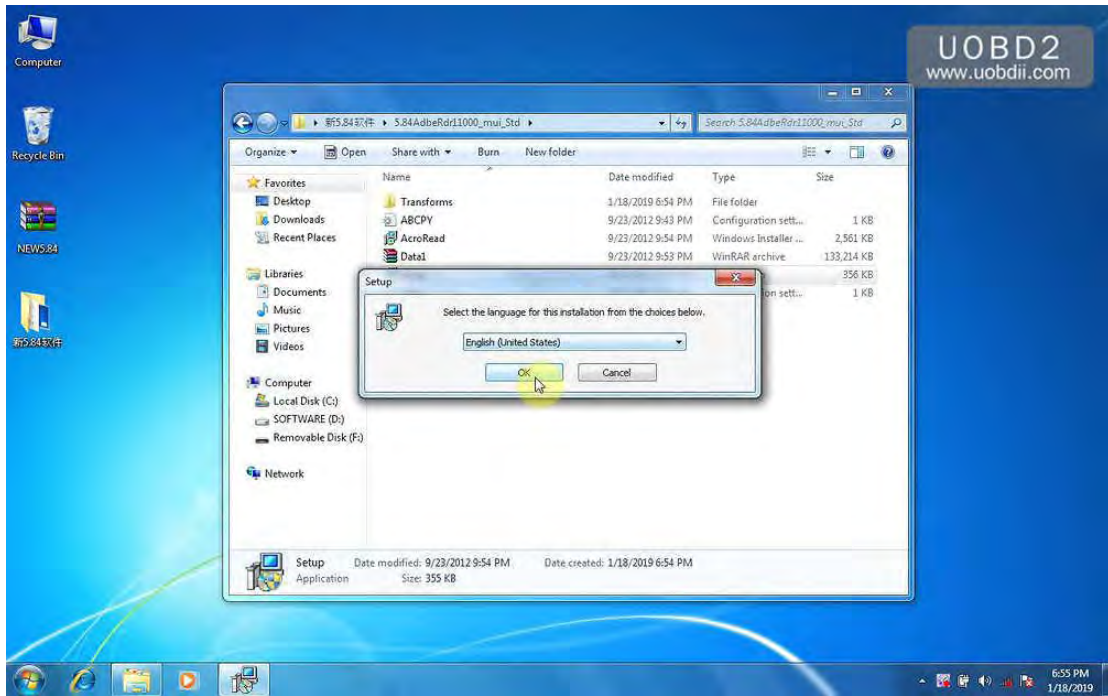 Computer
Recycle Bin
NEW5.84
新5.84软件
UOBD2
www.uobdii.com
新5.84软件 ▸ 5.84AdbeRdr11000_mui_Std ▸
Search 5.84AdbeRdr11000_mui_Std
Organize Open Share with Burn New folder
Favorites
Desktop
Downloads
Recent Places
Libraries
Documents
Music
Pictures
Videos
Computer
Local Disk (C:)
SOFTWARE (D:)
Removable Disk (F:)
Network
Name Date modified Type Size
Transforms 1/18/2019 6:54 PM File folder
ABCPY 9/23/2012 9:43 PM Configuration sett... 1 KB
AcroRead 9/23/2012 9:54 PM Windows Installer ... 2,561 KB
Data1 9/23/2012 9:53 PM WinRAR archive 133,214 KB
356 KB
ion sett... 1 KB
Setup
Select the language for this installation from the choices below.
English (United States)
OK Cancel
Setup Date modified: 9/23/2012 9:54 PM Date created: 1/18/2019 6:54 PM
Application Size: 355 KB
6:55 PM
1/18/2019